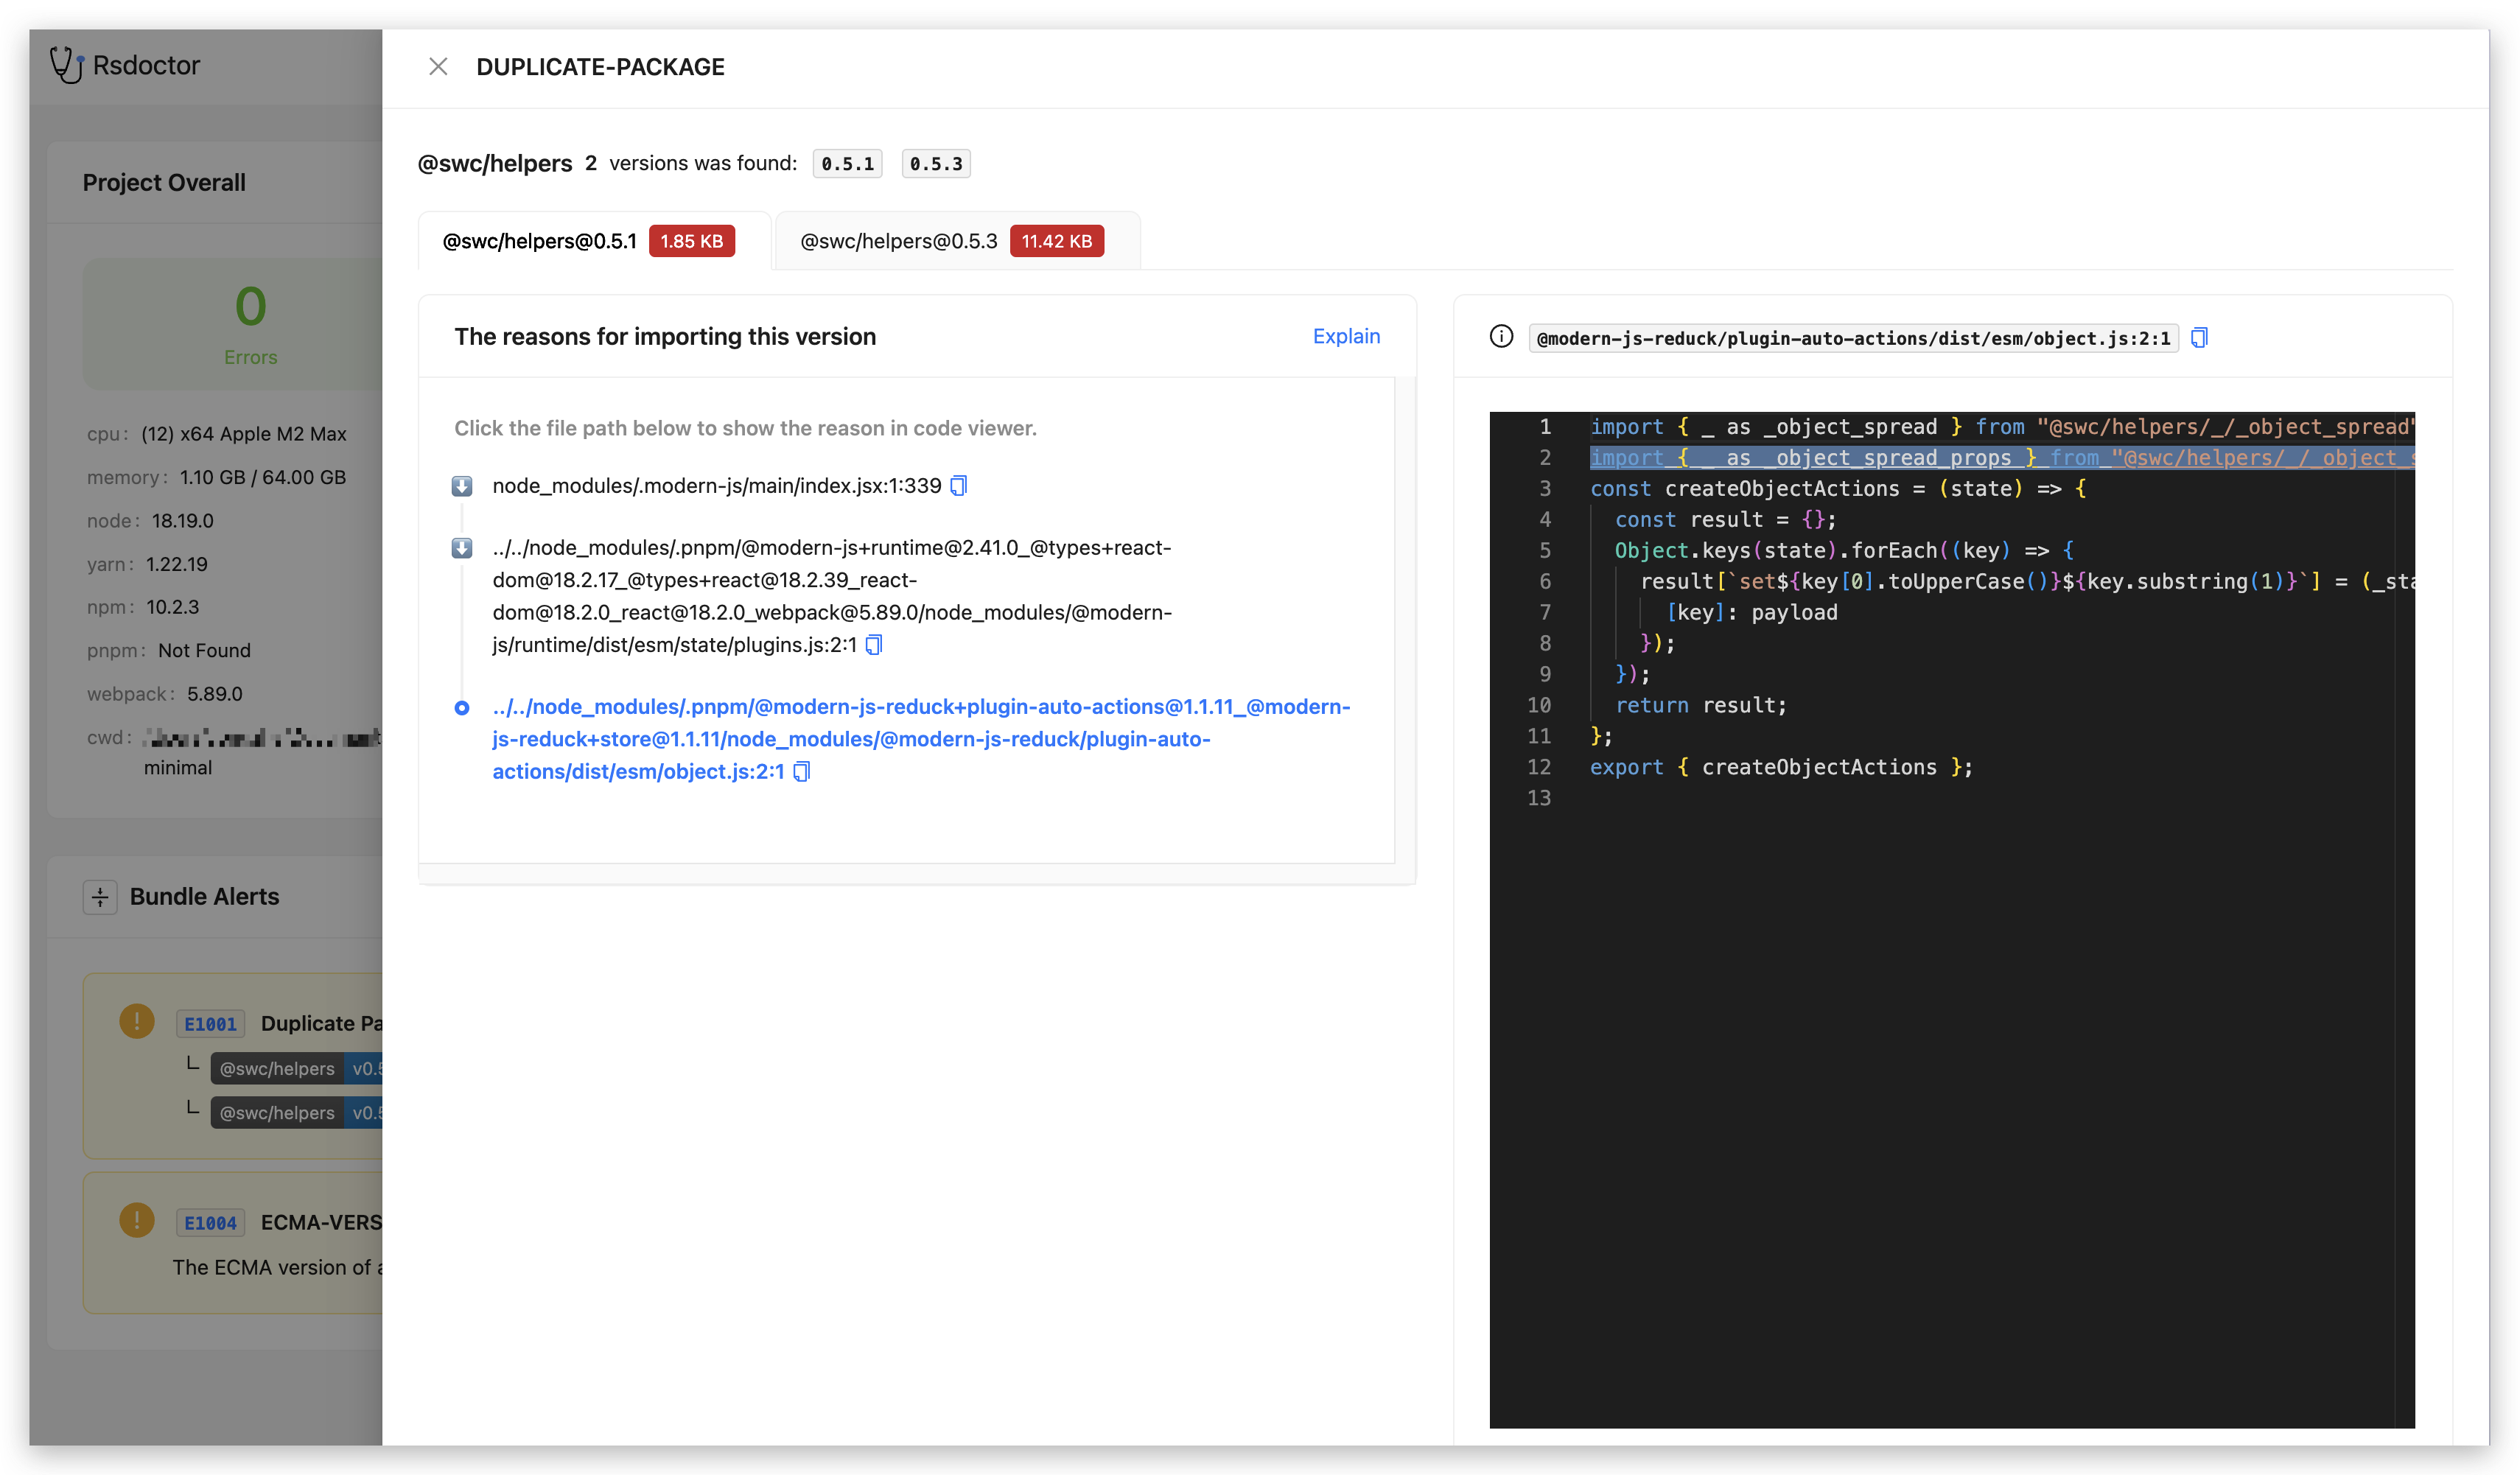 Rsdoctor
Project Overall
0
Errors
cpu: (12) x64 Apple M2 Max
memory: 1.10 GB / 64.00 GB
node: 18.19.0
yarn: 1.22.19
npm: 10.2.3
pnpm: Not Found
webpack: 5.89.0
cwd:
minimal
Bundle Alerts
E1001 Duplicate Pa
@swc/helpers v0.5
@swc/helpers v0.5
E1004 ECMA-VERS
The ECMA version of a
DUPLICATE-PACKAGE
@swc/helpers 2 versions was found: 0.5.1 0.5.3
@swc/helpers@0.5.1 1.85 KB
@swc/helpers@0.5.3 11.42 KB
The reasons for importing this version Explain
Click the file path below to show the reason in code viewer.
node_modules/.modern-js/main/index.jsx:1:339
../../node_modules/.pnpm/@modern-js+runtime@2.41.0_@types+react-
dom@18.2.17_@types+react@18.2.39_react-
dom@18.2.0_react@18.2.0_webpack@5.89.0/node_modules/@modern-
js/runtime/dist/esm/state/plugins.js:2:1
../../node_modules/.pnpm/@modern-js-reduck+plugin-auto-actions@1.1.11_@modern-
js-reduck+store@1.1.11/node_modules/@modern-js-reduck/plugin-auto-
actions/dist/esm/object.js:2:1
@modern-js-reduck/plugin-auto-actions/dist/esm/object.js:2:1
1 import { _ as _object_spread } from "@swc/helpers/_/_object_spread"
2 import { _ as _object_spread_props } from "@swc/helpers/_/_object_s
3 const createObjectActions = (state) => {
4 const result = {};
5 Object.keys(state).forEach((key) => {
6 result[`set${key[0].toUpperCase()}${key.substring(1)}`] = (_sta
7 [key]: payload
8 });
9 });
10 return result;
11 };
12 export { createObjectActions };
13